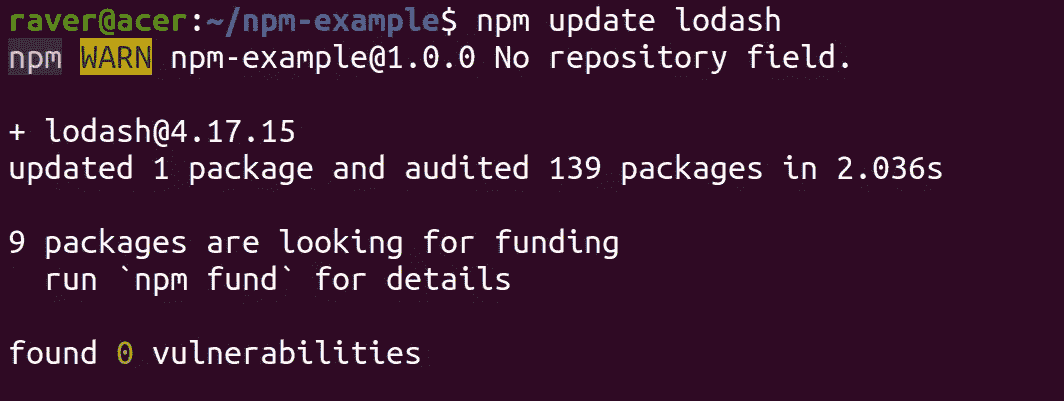 raver@acer:~/npm-example$ npm update lodash
npm WARN npm-example@1.0.0 No repository field.
+ lodash@4.17.15
updated 1 package and audited 139 packages in 2.036s
9 packages are looking for funding
run `npm fund` for details
found 0 vulnerabilities